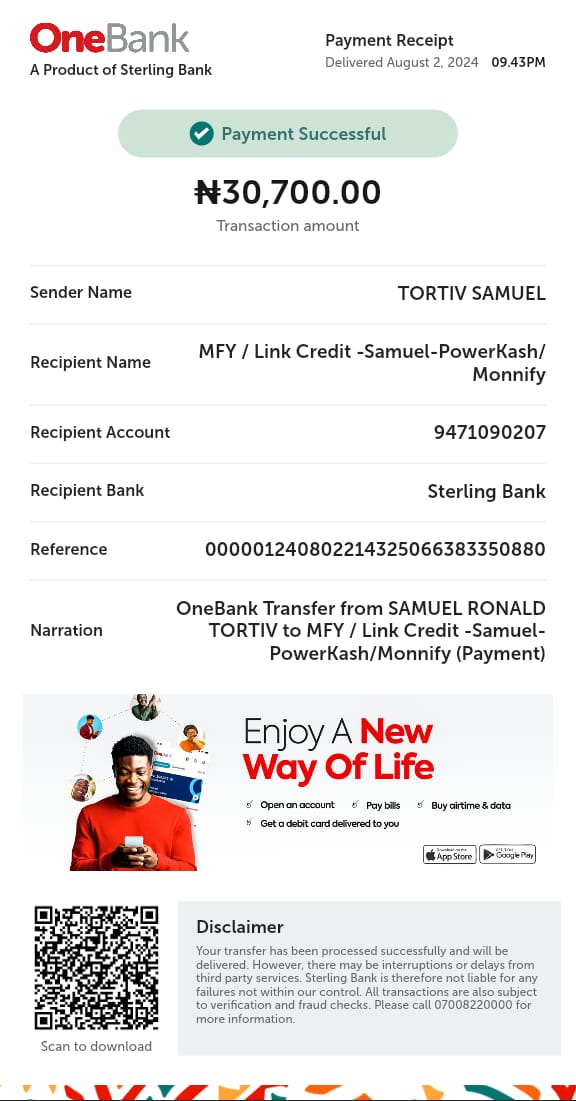 OneBank
A Product of Sterling Bank
Payment Receipt
Delivered August 2, 2024 09.43PM
Payment Successful
₦30,700.00
Transaction amount
Sender Name
TORTIV SAMUEL
Recipient Name
MFY / Link Credit -Samuel-PowerKash/
Monnify
Recipient Account
9471090207
Recipient Bank
Sterling Bank
Reference
000001240802214325066383350880
Narration
OneBank Transfer from SAMUEL RONALD
TORTIV to MFY / Link Credit -Samuel-
PowerKash/Monnify (Payment)
Enjoy A New
Way Of Life
Open an account Pay bills Buy airtime & data
Get a debit card delivered to you
App Store
Google Play
Scan to download
Disclaimer
Your transfer has been processed successfully and will be
delivered. However, there may be interruptions or delays from
third party services. Sterling Bank is therefore not liable for any
failures not within our control. All transactions are also subject
to verification and fraud checks. Please call 07008220000 for
more information.